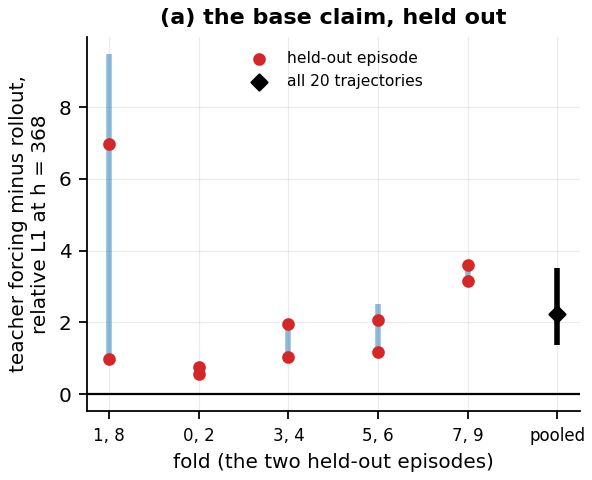 (a) the base claim, held out
held-out episode
all 20 trajectories
teacher forcing minus rollout,
relative L1 at h = 368
8
6
4
2
0
1, 8
0, 2
3, 4
5, 6
7, 9
pooled
fold (the two held-out episodes)